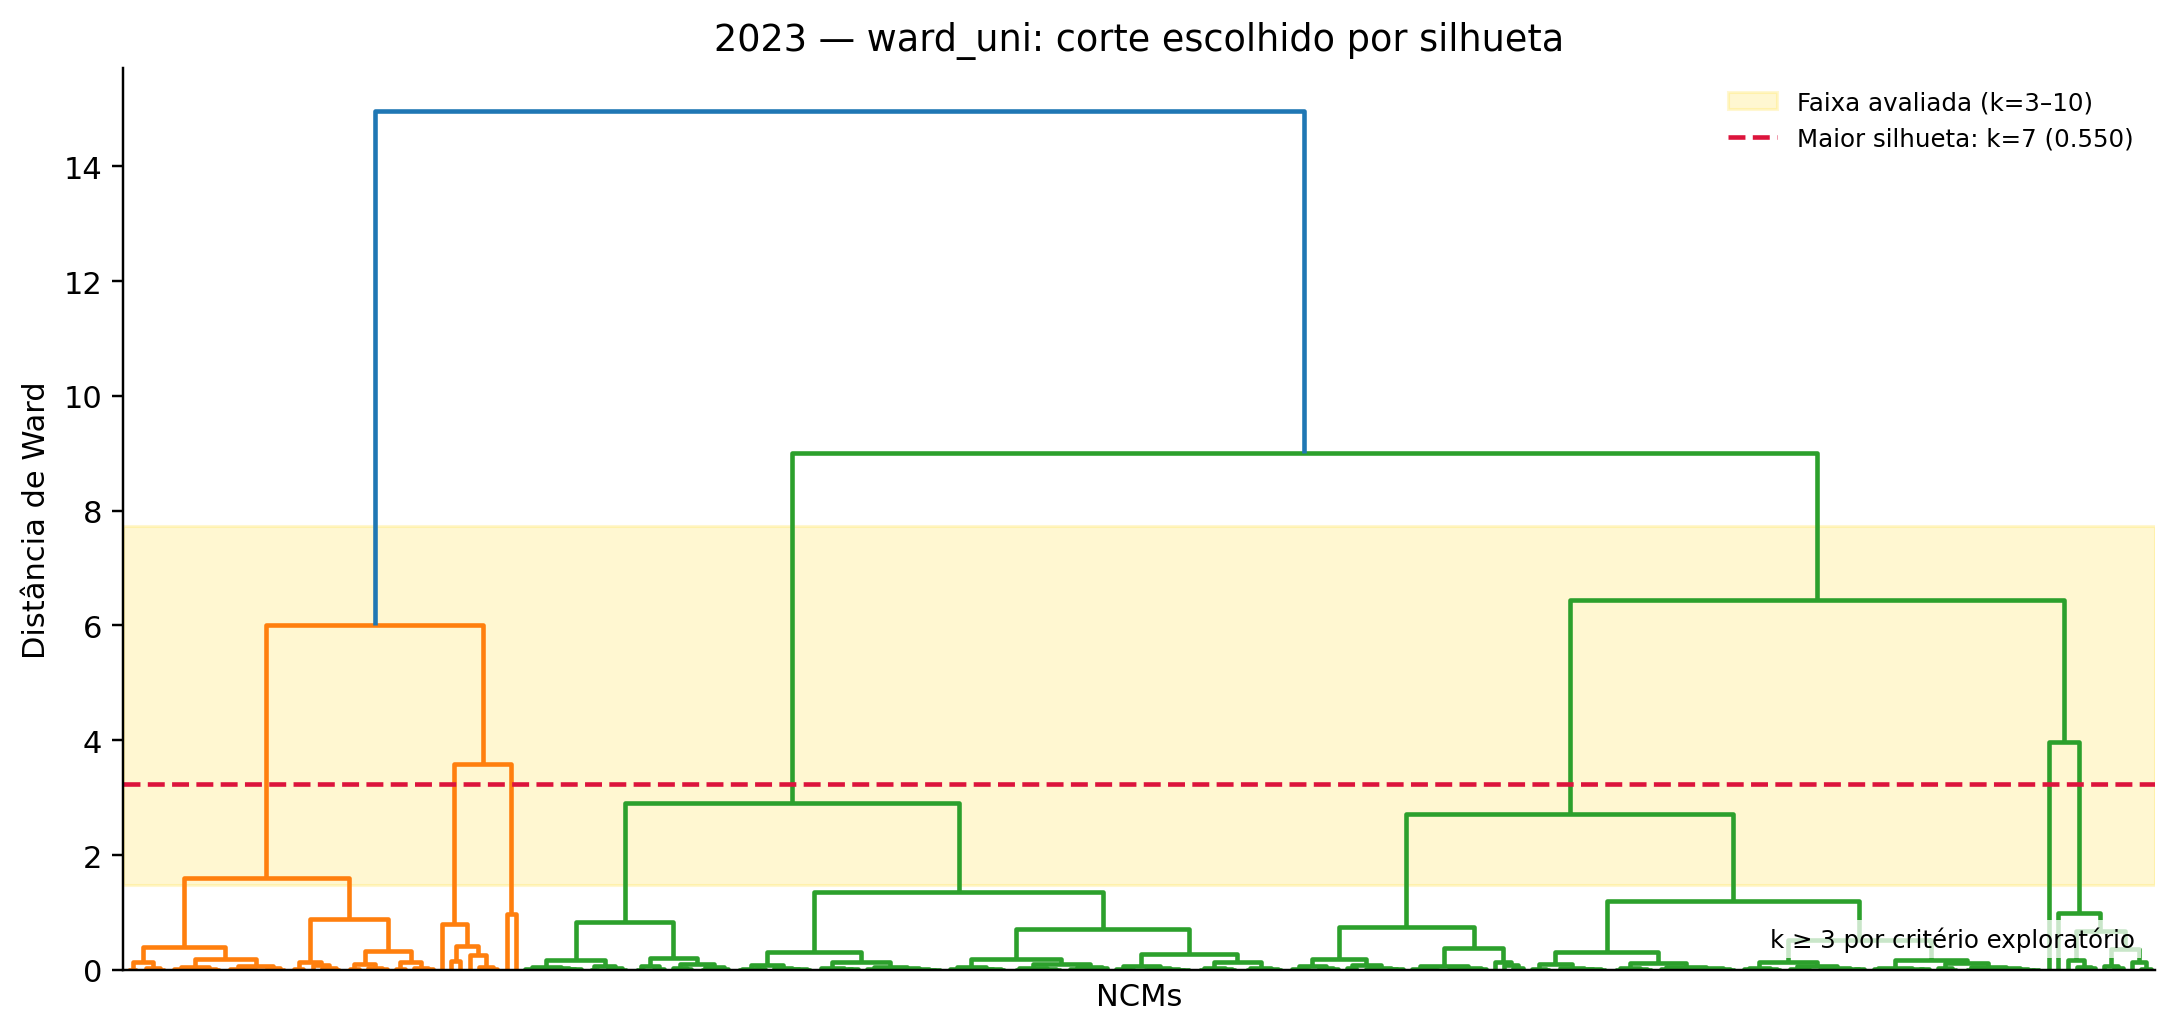 2023 — ward_uni: corte escolhido por silhueta
Faixa avaliada (k=3–10)
Maior silhueta: k=7 (0.550)
14
12
10
8
6
4
2
0
Distância de Ward
k ≥ 3 por critério exploratório
NCMs